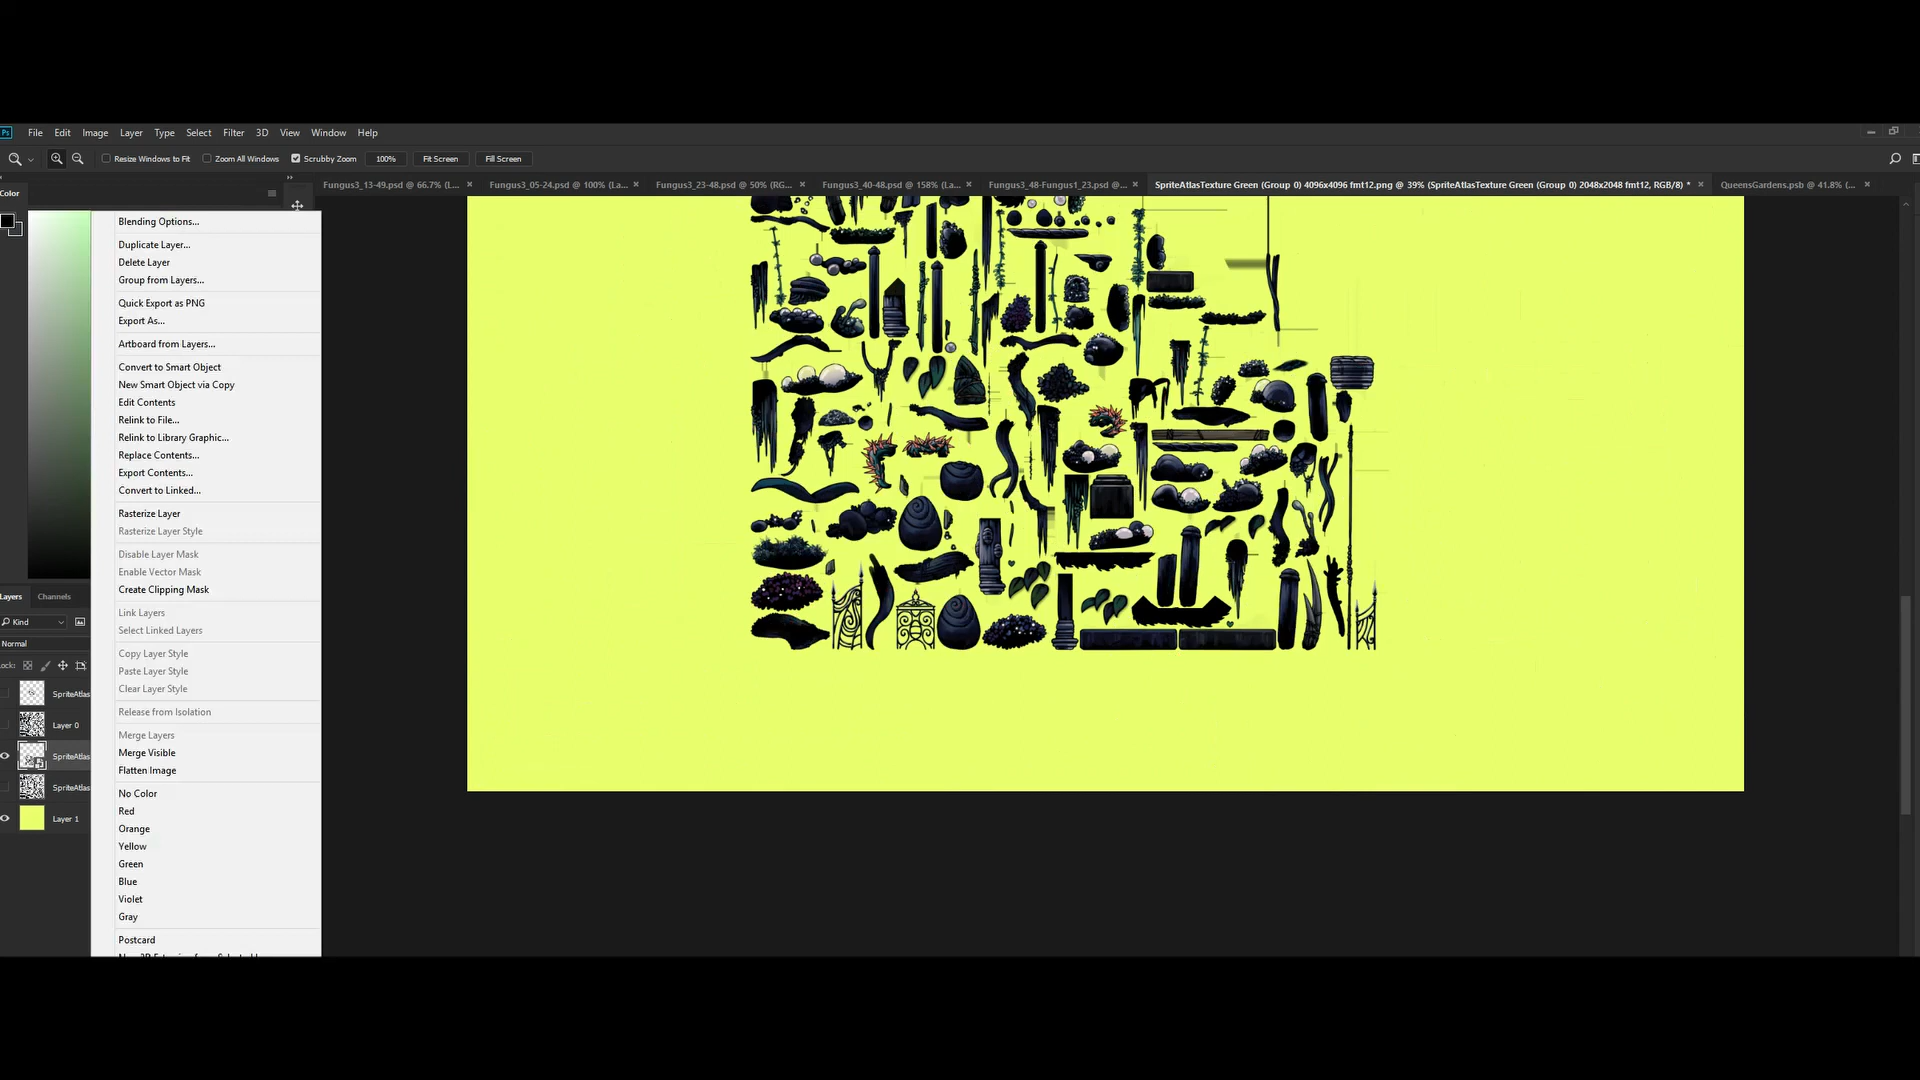 Ps File Edit Image Layer Type Select Filter 3D View Window Help
Resize Windows to Fit Zoom All Windows Scrubby Zoom 100% Fit Screen Fill Screen
Color
Fungus3_13-49.psd @ 66.7% (L... Fungus3_05-24.psd @ 100% (La... Fungus3_23-48.psd @ 50% (RG... Fungus3_40-48.psd @ 158% (La... Fungus3_48-Fungus1_23.psd @... SpriteAtlasTexture Green (Group 0) 4096x4096 fmt12.png @ 39% (SpriteAtlasTexture Green (Group 0) 2048x2048 fmt12, RGB/8) * QueensGardens.psb @ 41.8% (...
Blending Options...
Duplicate Layer...
Delete Layer
Group from Layers...
Quick Export as PNG
Export As...
Artboard from Layers...
Convert to Smart Object
New Smart Object via Copy
Edit Contents
Relink to File...
Relink to Library Graphic...
Replace Contents...
Export Contents...
Convert to Linked...
Rasterize Layer
Rasterize Layer Style
Disable Layer Mask
Enable Vector Mask
Create Clipping Mask
Link Layers
Select Linked Layers
Copy Layer Style
Paste Layer Style
Clear Layer Style
Release from Isolation
Merge Layers
Merge Visible
Flatten Image
No Color
Red
Orange
Yellow
Green
Blue
Violet
Gray
Postcard
Layers Channels
Kind
Normal
Lock:
SpriteAtlas
Layer 0
SpriteAtlas
SpriteAtlas
Layer 1